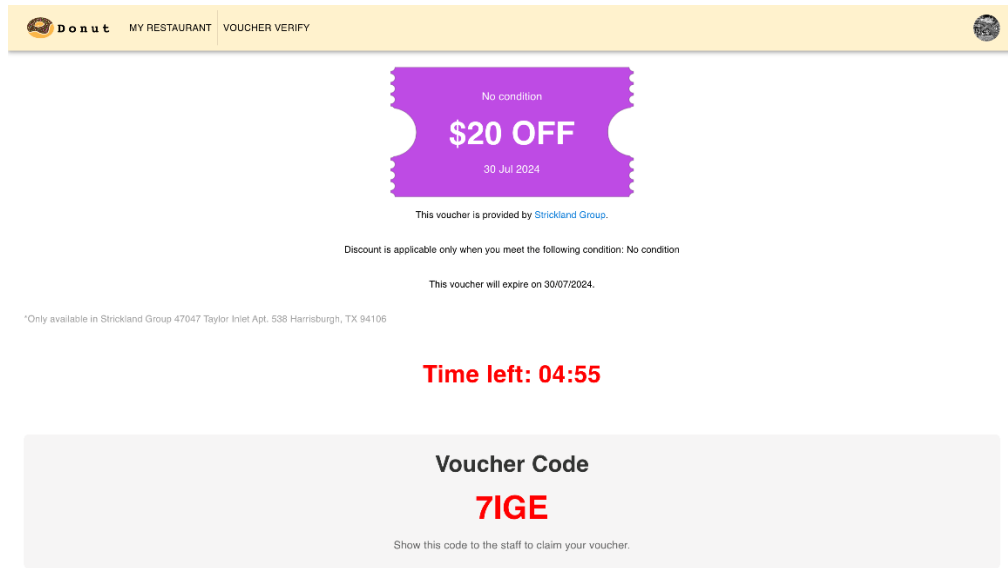 Donut MY RESTAURANT VOUCHER VERIFY
No condition
$20 OFF
30 Jul 2024
This voucher is provided by Strickland Group.
Discount is applicable only when you meet the following condition: No condition
This voucher will expire on 30/07/2024.
*Only available in Strickland Group 47047 Taylor Inlet Apt. 538 Harrisburgh, TX 94106
Time left: 04:55
Voucher Code
7IGE
Show this code to the staff to claim your voucher.